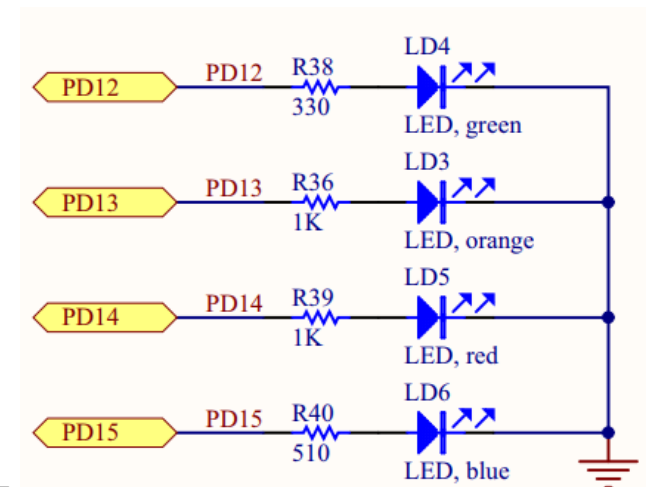 LD4
PD12 PD12 R38
330
LED, green
LD3
PD13 PD13 R36
1K
LED, orange
LD5
PD14 PD14 R39
1K
LED, red
LD6
PD15 PD15 R40
510
LED, blue